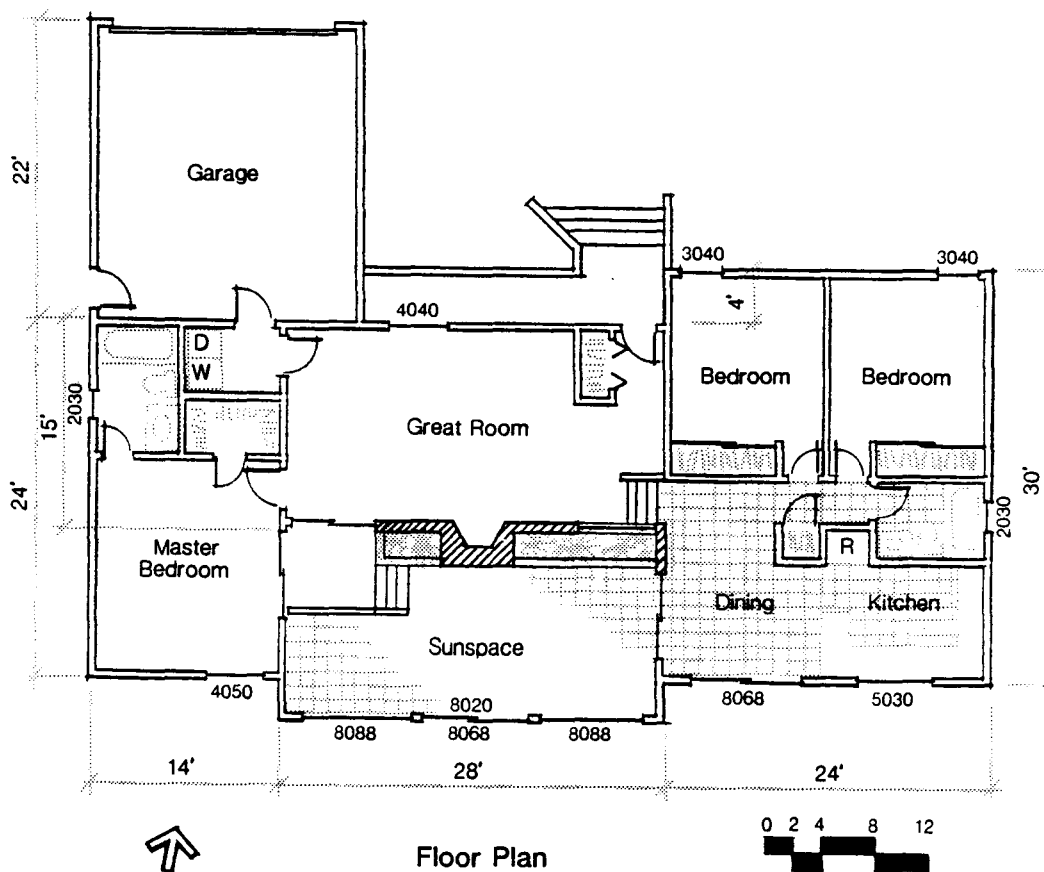 22'
Garage
3040
3040
4'
4040
D
W
Bedroom
Bedroom
2030
15'
Great Room
24'
30'
2030
Master
Bedroom
R
Dining
Kitchen
Sunspace
4050
8020
8068
5030
8088
8068
8088
14'
28'
24'
0 2 4 8 12
Floor Plan